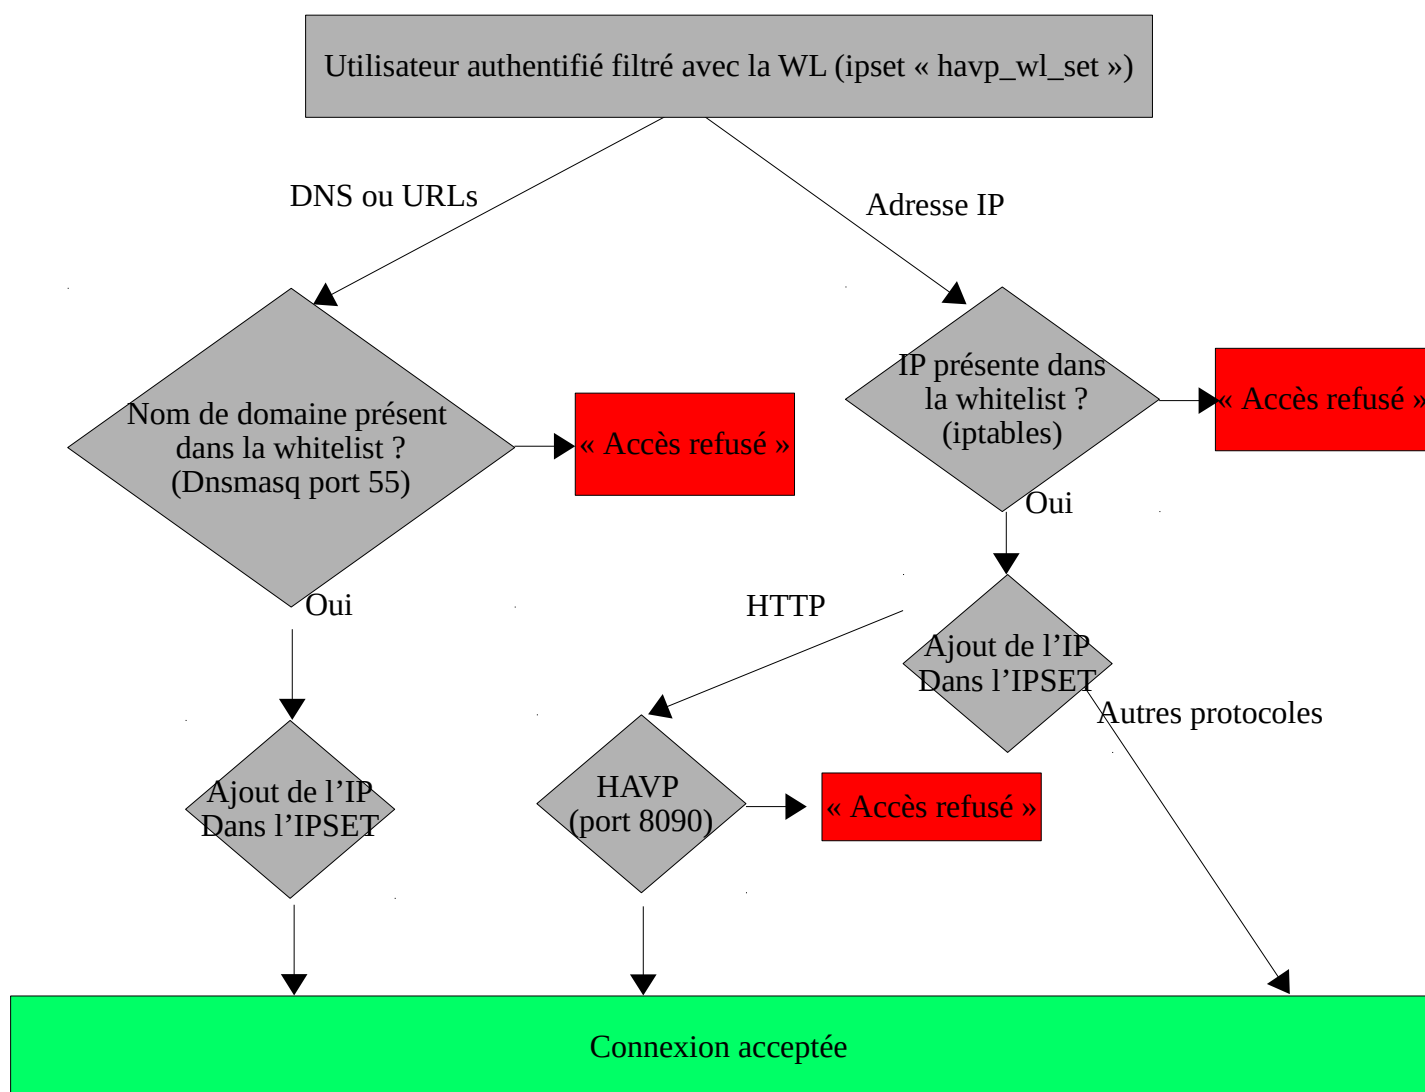 Utilisateur authentifié filtré avec la WL (ipset « havp_wl_set »)
DNS ou URLs
Adresse IP
Nom de domaine présent
dans la whitelist ?
(Dnsmasq port 55)
« Accès refusé »
IP présente dans
la whitelist ?
(iptables)
« Accès refusé »
Oui
Oui
HTTP
Ajout de l’IP
Dans l’IPSET
Autres protocoles
Ajout de l’IP
Dans l’IPSET
HAVP
(port 8090)
« Accès refusé »
Connexion acceptée